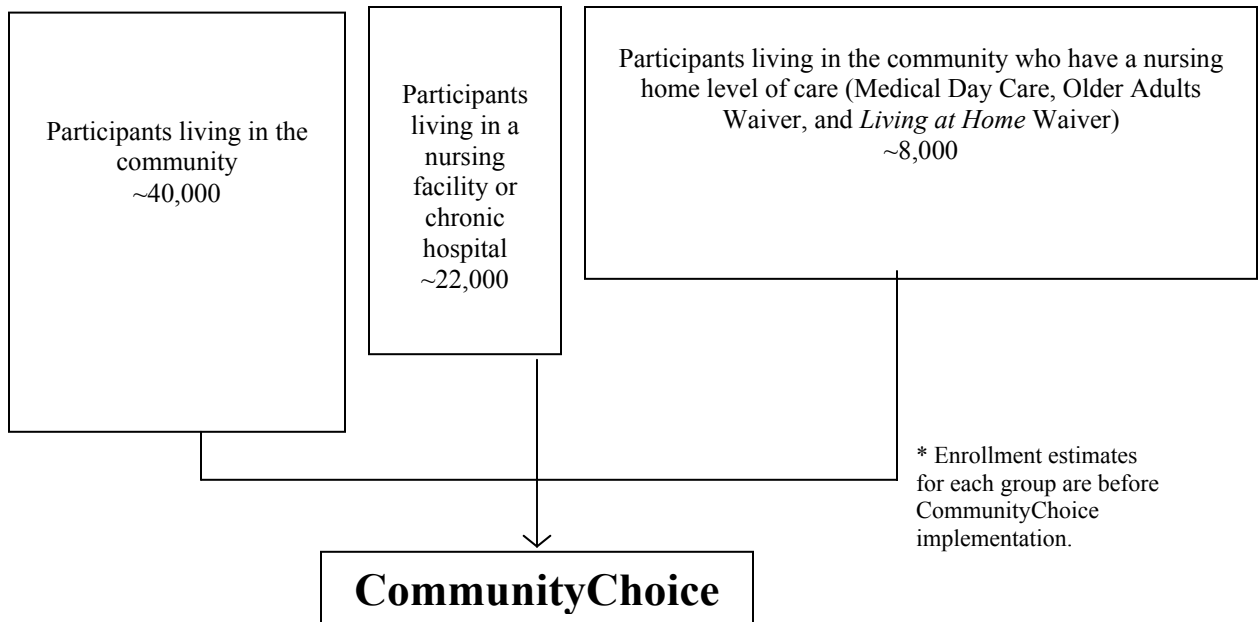 Participants living in the
community
~40,000
Participants
living in a
nursing
facility or
chronic
hospital
~22,000
Participants living in the community who have a nursing
home level of care (Medical Day Care, Older Adults
Waiver, and Living at Home Waiver)
~8,000
* Enrollment estimates
for each group are before
CommunityChoice
implementation.
CommunityChoice